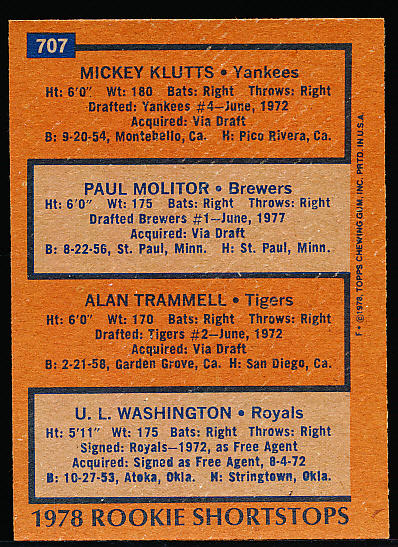 707
MICKEY KLUTTS • Yankees
Ht: 6'0" Wt: 180 Bats: Right Throws: Right
Drafted: Yankees #4—June, 1972
Acquired: Via Draft
B: 9-20-54, Montebello, Ca. H: Pico Rivera, Ca.
PAUL MOLITOR • Brewers
Ht: 6'0" Wt: 175 Bats: Right Throws: Right
Drafted Brewers #1—June, 1977
Acquired: Via Draft
B: 8-22-56, St. Paul, Minn. H: St. Paul, Minn.
ALAN TRAMMELL • Tigers
Ht: 6'0" Wt: 170 Bats: Right Throws: Right
Drafted: Tigers #2—June, 1972
Acquired: Via Draft
B: 2-21-58, Garden Grove, Ca. H: San Diego, Ca.
U. L. WASHINGTON • Royals
Ht: 5'11" Wt: 175 Bats: Right Throws: Right
Signed: Royals—1972, as Free Agent
Acquired: Signed as Free Agent, 8-4-72
B: 10-27-53, Atoka, Okla. H: Stringtown, Okla.
1978 ROOKIE SHORTSTOPS
F* ©1978, TOPPS CHEWING GUM, INC. PRTD. IN U.S.A.